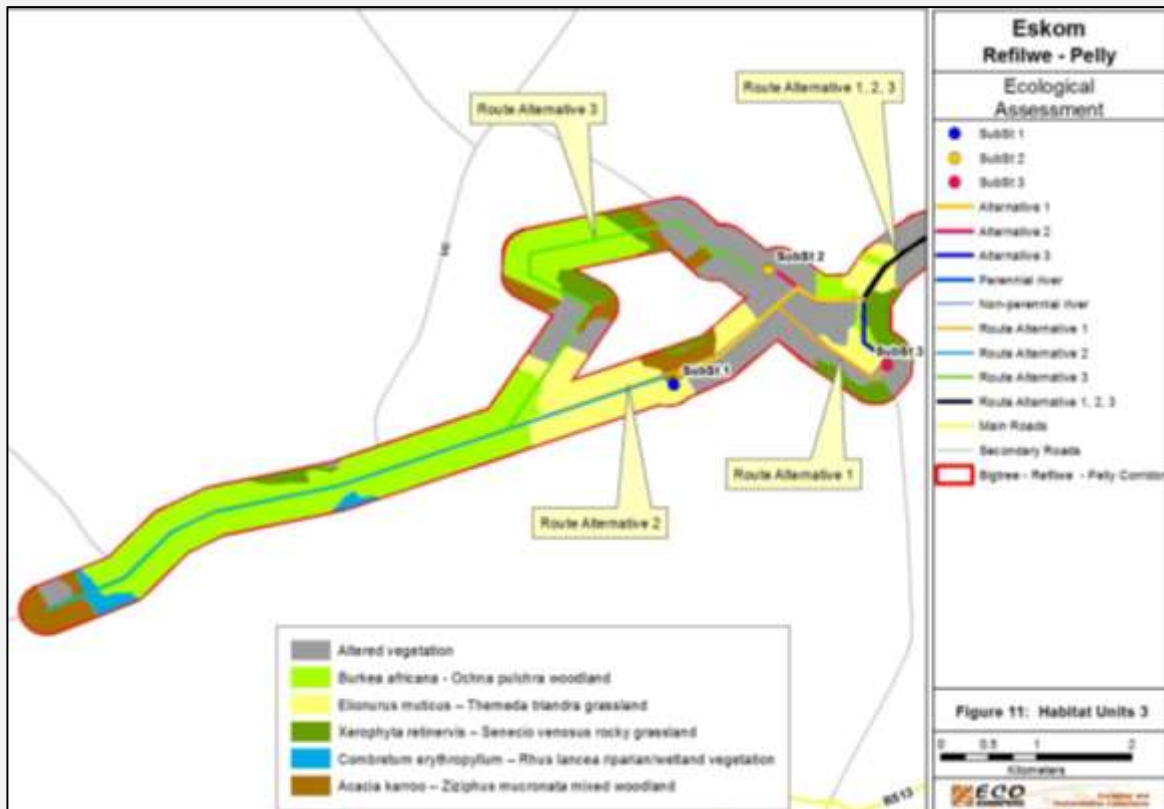 Eskom
Refilwe - Pelly
Ecological
Assessment
SubSt 1
SubSt 2
SubSt 3
Alternative 1
Alternative 2
Alternative 3
Perennial river
Non-perennial river
Route Alternative 1
Route Alternative 2
Route Alternative 3
Route Alternative 1, 2, 3
Main Roads
Secondary Roads
Bigtree - Refilwe - Pelly Corridor
Figure 11: Habitat Units 3
0 0.5 1 2
Kilometers
ECO
Route Alternative 3
Route Alternative 1, 2, 3
SubSt 2
SubSt 3
SubSt 1
Route Alternative 1
Route Alternative 2
R513
Altered vegetation
Burkea africana - Ochna pulshra woodland
Elionurus muticus – Themeda triandra grassland
Xerophyta retinervis – Senecio venosus rocky grassland
Combretum erythropyllum – Rhus lancea riparian/wetland vegetation
Acacia karroo – Ziziphus mucronata mixed woodland